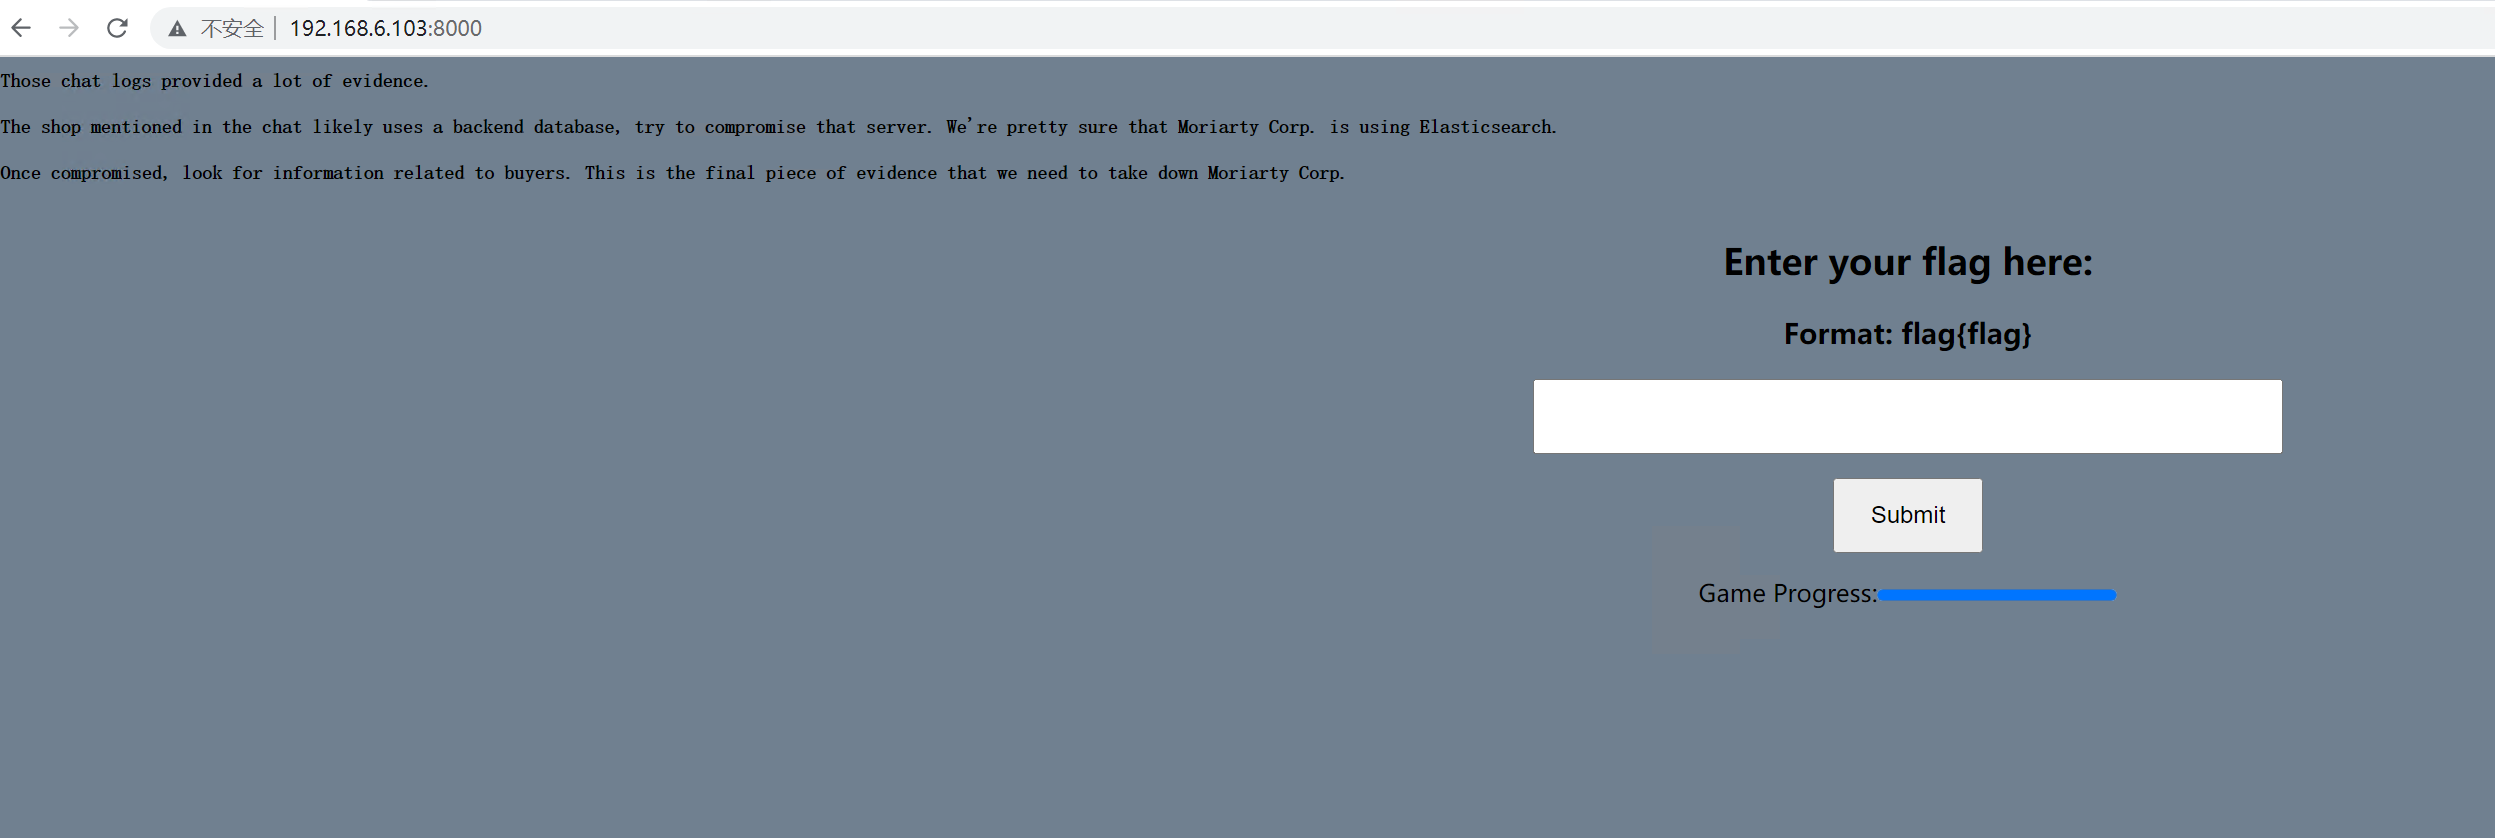 不安全 192.168.6.103:8000
Those chat logs provided a lot of evidence.
The shop mentioned in the chat likely uses a backend database, try to compromise that server. We're pretty sure that Moriarty Corp. is using Elasticsearch.
Once compromised, look for information related to buyers. This is the final piece of evidence that we need to take down Moriarty Corp.
Enter your flag here:
Format: flag{flag}
Submit
Game Progress: